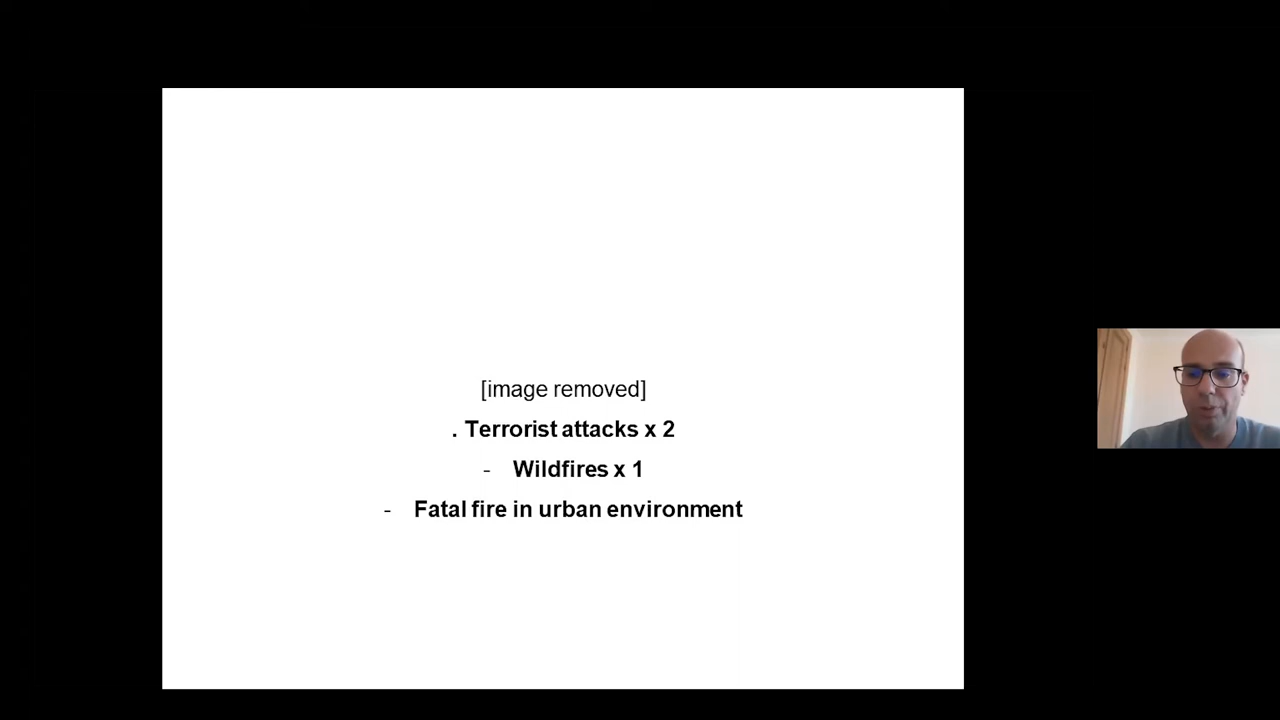 [image removed]
. Terrorist attacks x 2
- Wildfires x 1
- Fatal fire in urban environment